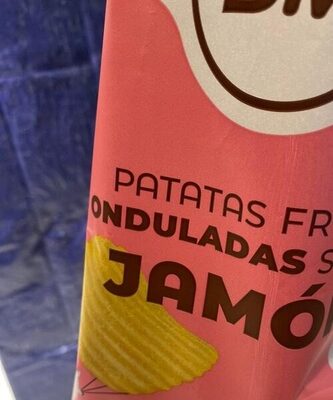 PATATAS FR
ONDULADAS S
JAMÓ